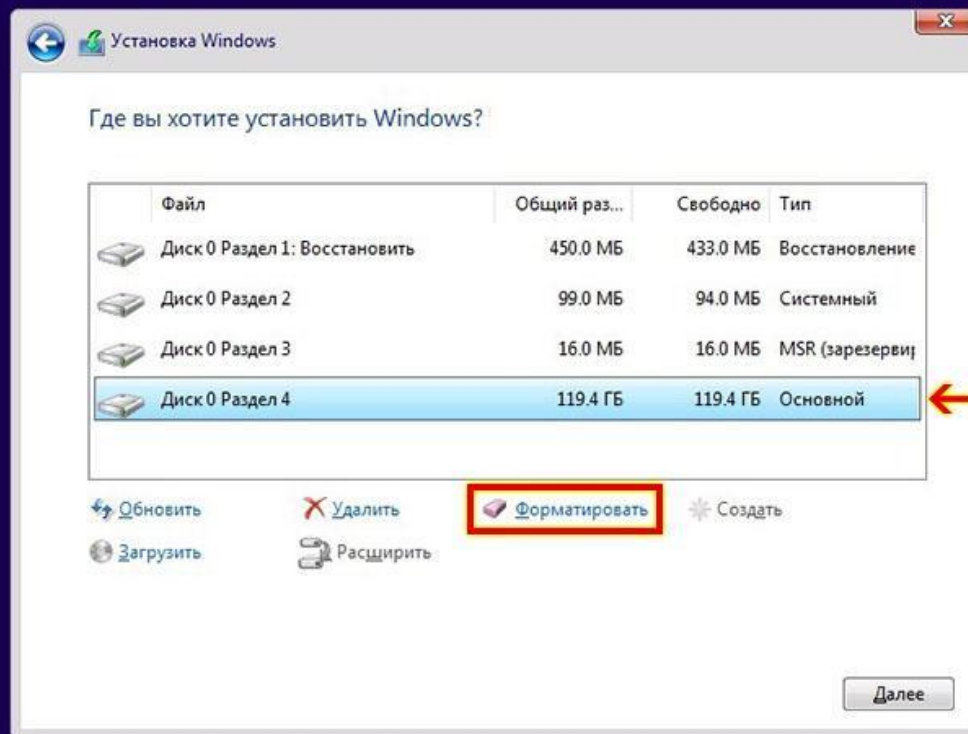 Установка Windows
Где вы хотите установить Windows?
Файл Общий раз... Свободно Тип
Диск 0 Раздел 1: Восстановить 450.0 МБ 433.0 МБ Восстановление
Диск 0 Раздел 2 99.0 МБ 94.0 МБ Системный
Диск 0 Раздел 3 16.0 МБ 16.0 МБ MSR (зарезервир
Диск 0 Раздел 4 119.4 ГБ 119.4 ГБ Основной
Обновить Удалить Форматировать Создать
Загрузить Расширить
Далее